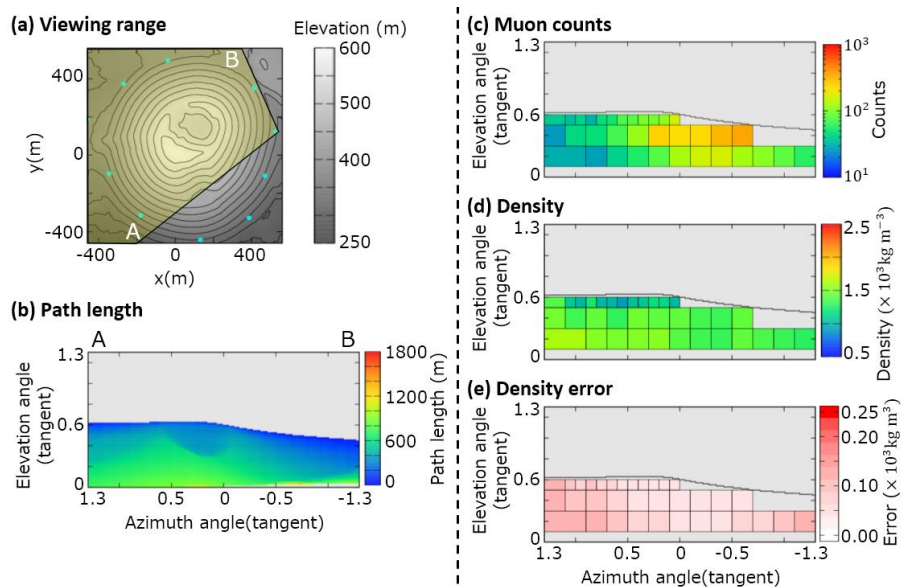 (a) Viewing range
Elevation (m)
B
A
400
0
-400
y(m)
-400
0
400
x(m)
600
500
400
250
(b) Path length
A
B
1.3
0.6
0
Elevation angle
(tangent)
1.3
0.5
0
-0.5
-1.3
Azimuth angle(tangent)
1800
1200
600
0
Path length (m)
(c) Muon counts
1.3
0.6
0
Elevation angle
(tangent)
10³
10²
10¹
Counts
(d) Density
1.3
0.6
0
Elevation angle
(tangent)
2.5
1.5
0.5
Density (× 10³kg m⁻³)
(e) Density error
1.3
0.6
0
Elevation angle
(tangent)
1.3
0.5
0
-0.5
-1.3
Azimuth angle(tangent)
0.25
0.20
0.10
0.00
Error (× 10³kg m³)